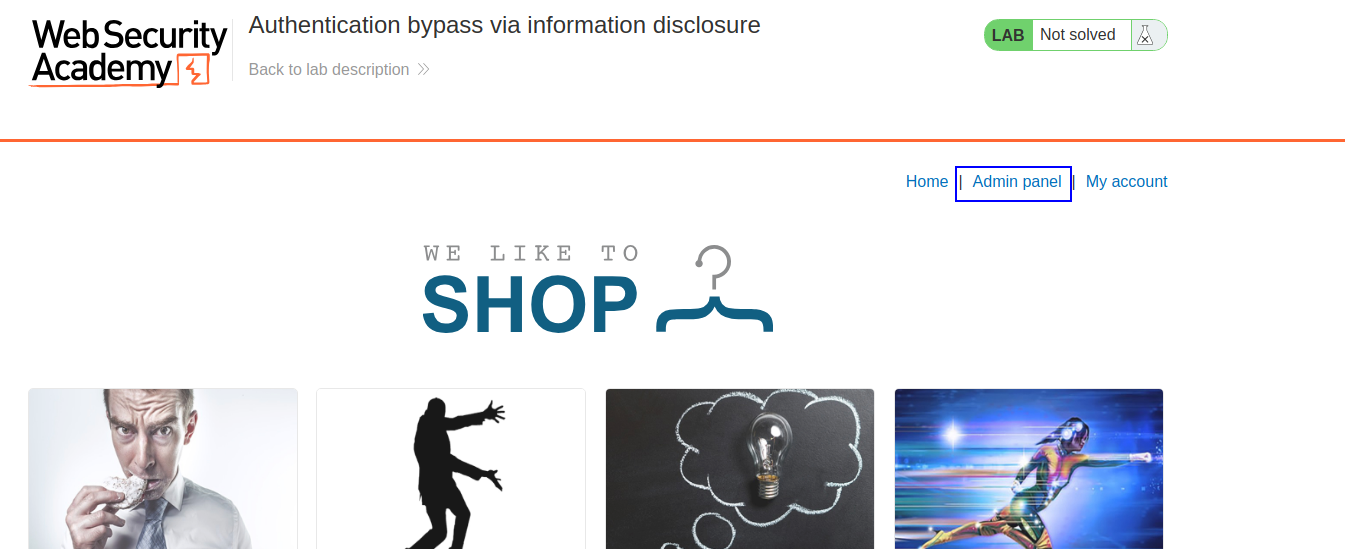 Web Security
Academy
Authentication bypass via information disclosure
Back to lab description
LAB Not solved
Home | Admin panel | My account
WE LIKE TO
SHOP